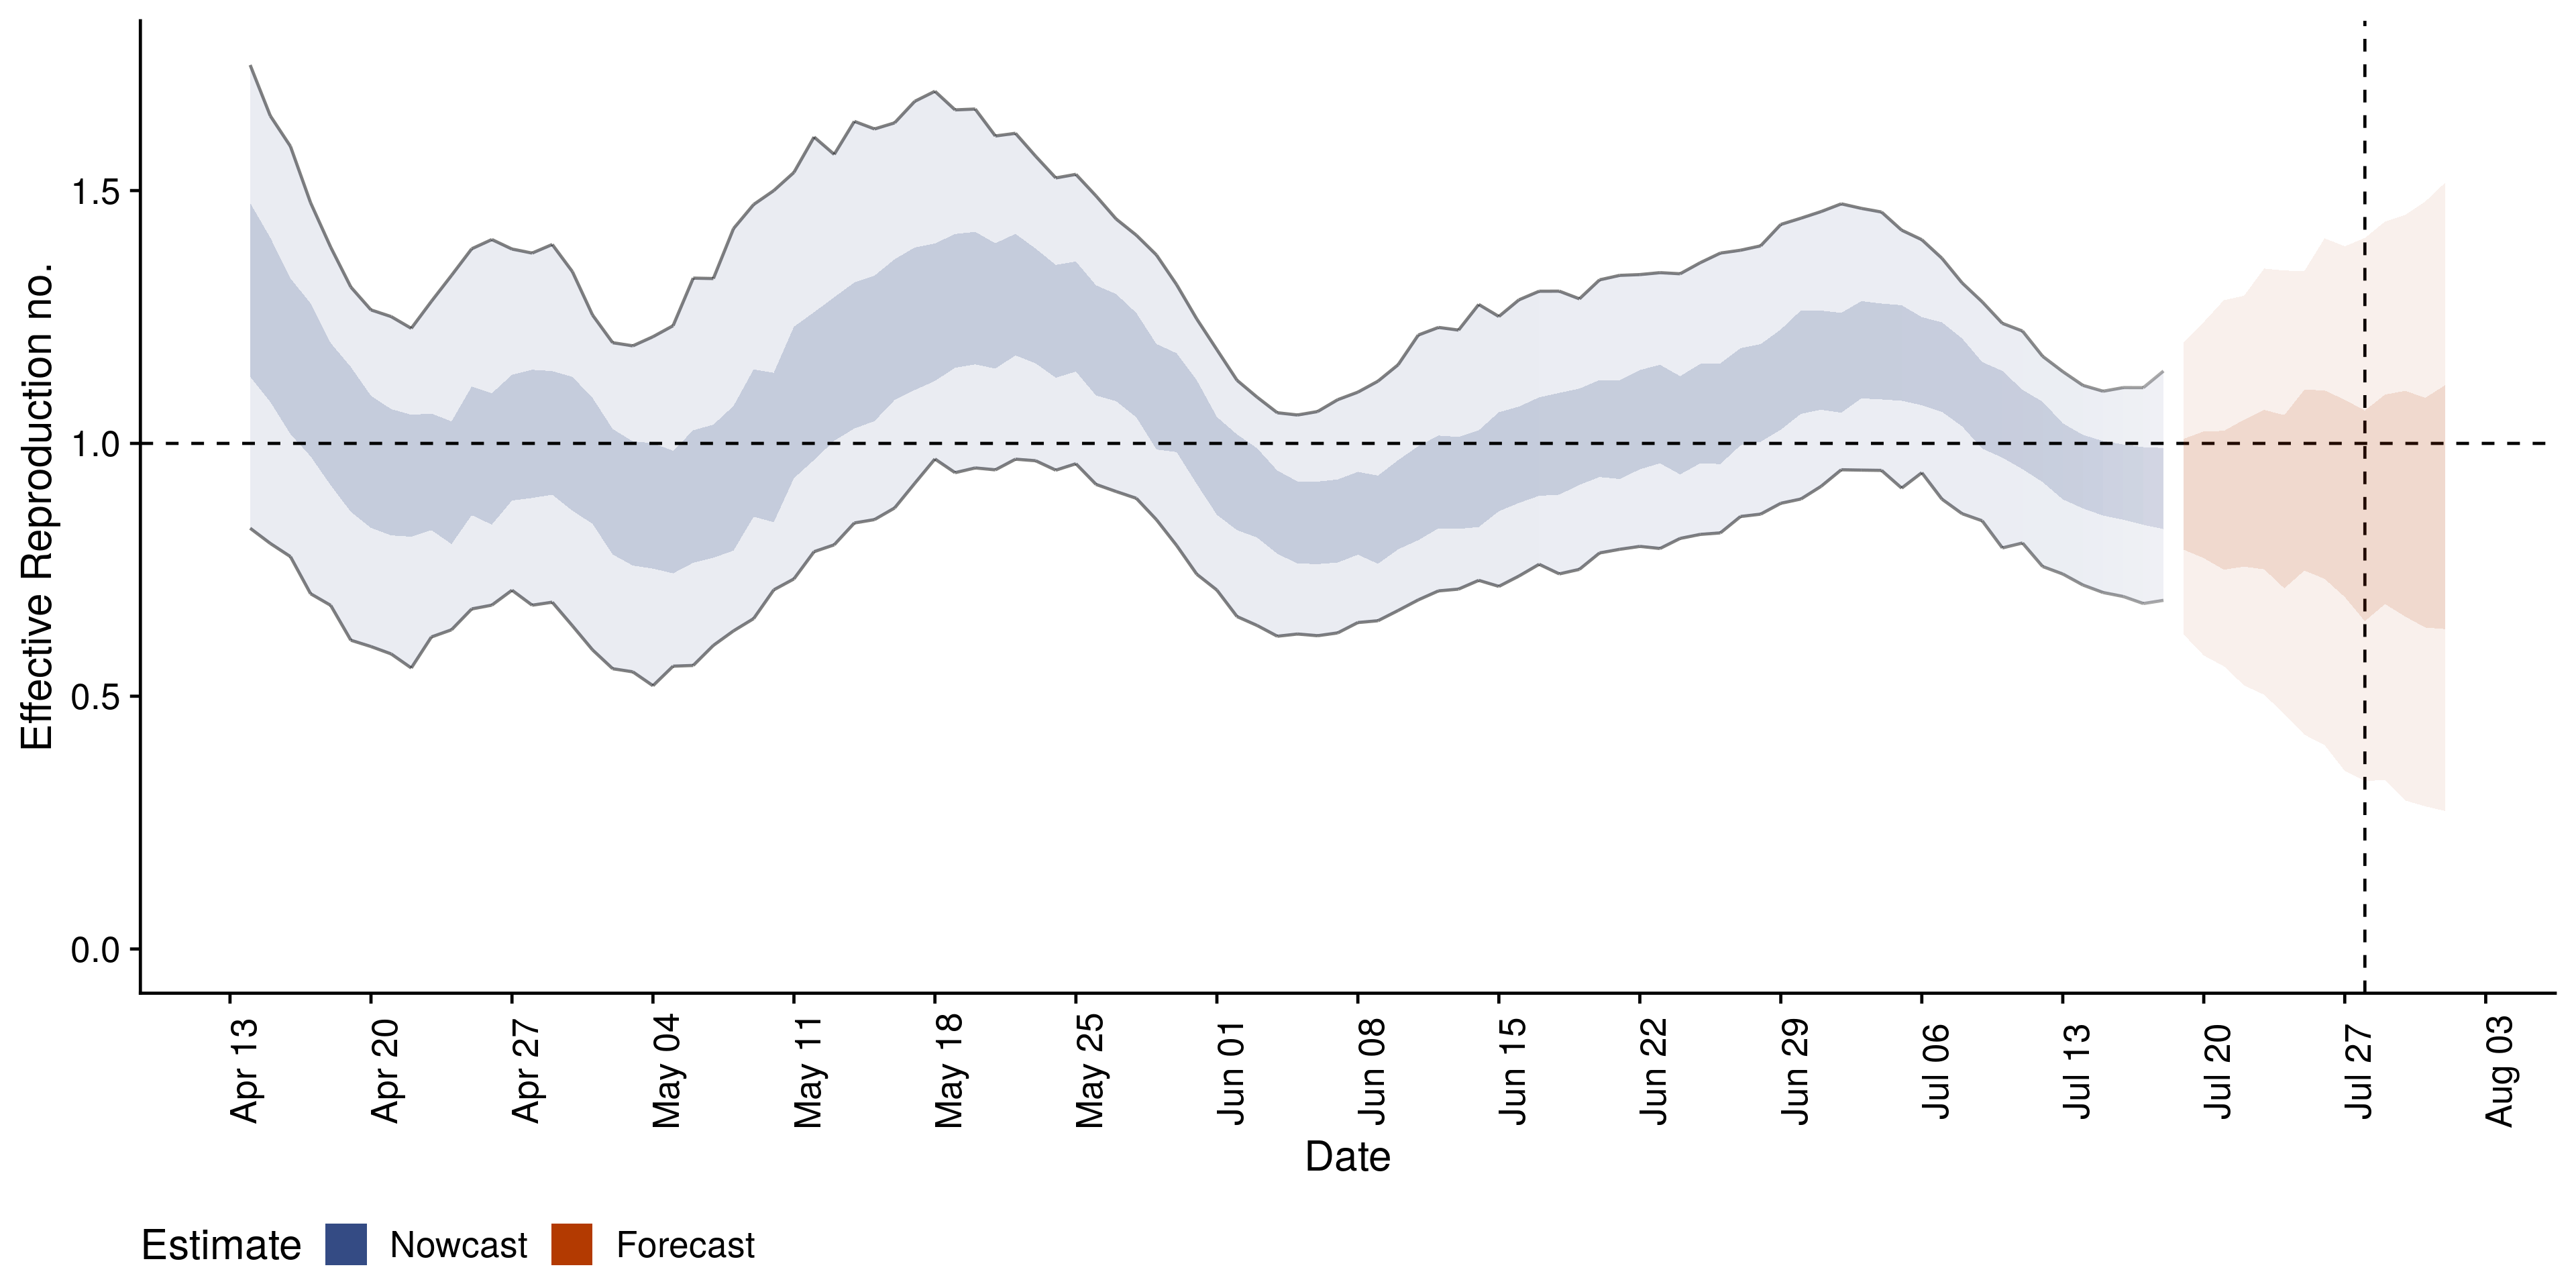 Effective Reproduction no.
1.5
1.0
0.5
0.0
Apr 13
Apr 20
Apr 27
May 04
May 11
May 18
May 25
Jun 01
Jun 08
Jun 15
Jun 22
Jun 29
Jul 06
Jul 13
Jul 20
Jul 27
Aug 03
Date
Estimate Nowcast Forecast